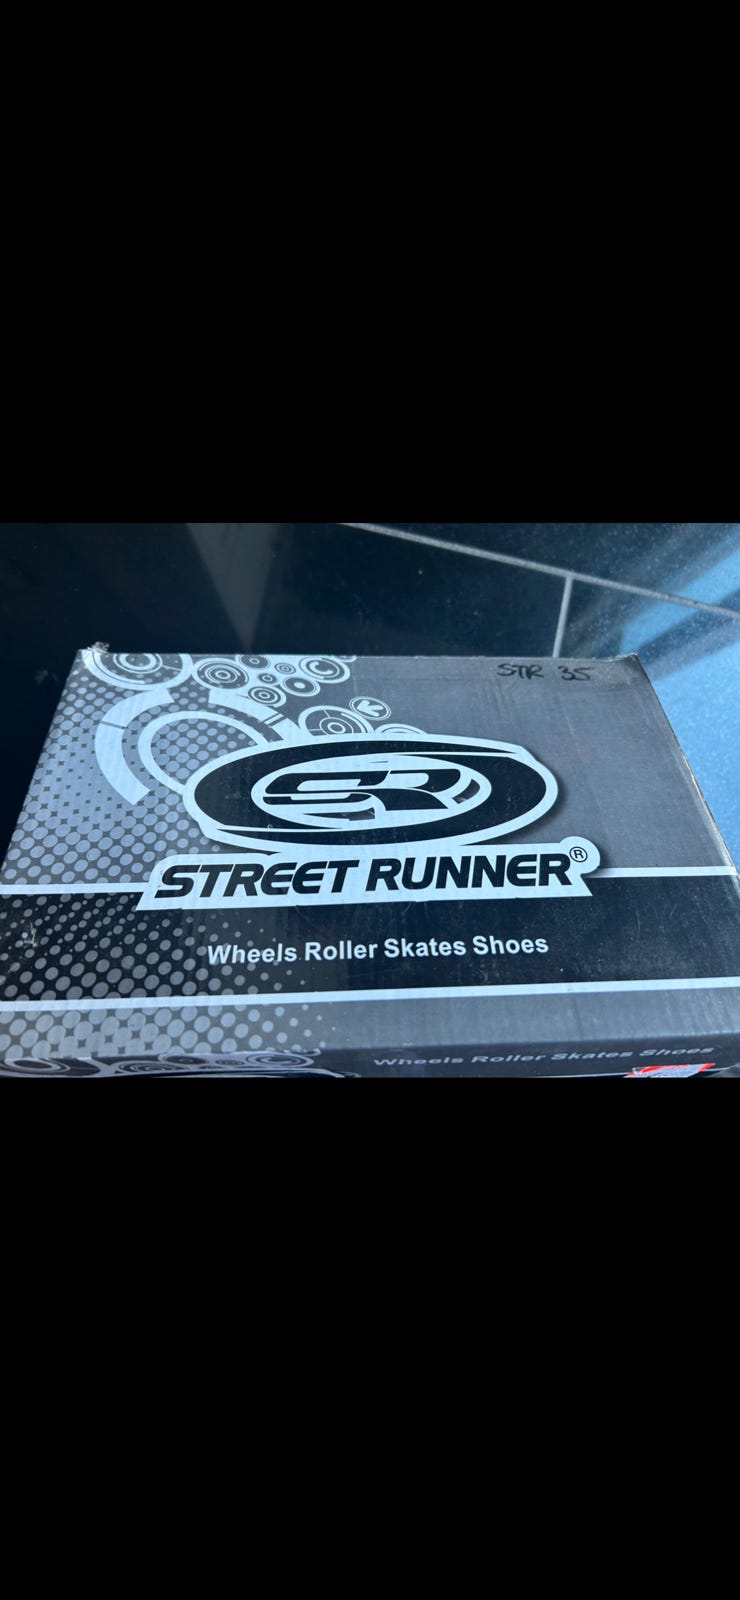 STR 35
SR
STREET RUNNER®
Wheels Roller Skates Shoes
Wheels Roller Skates Shoes